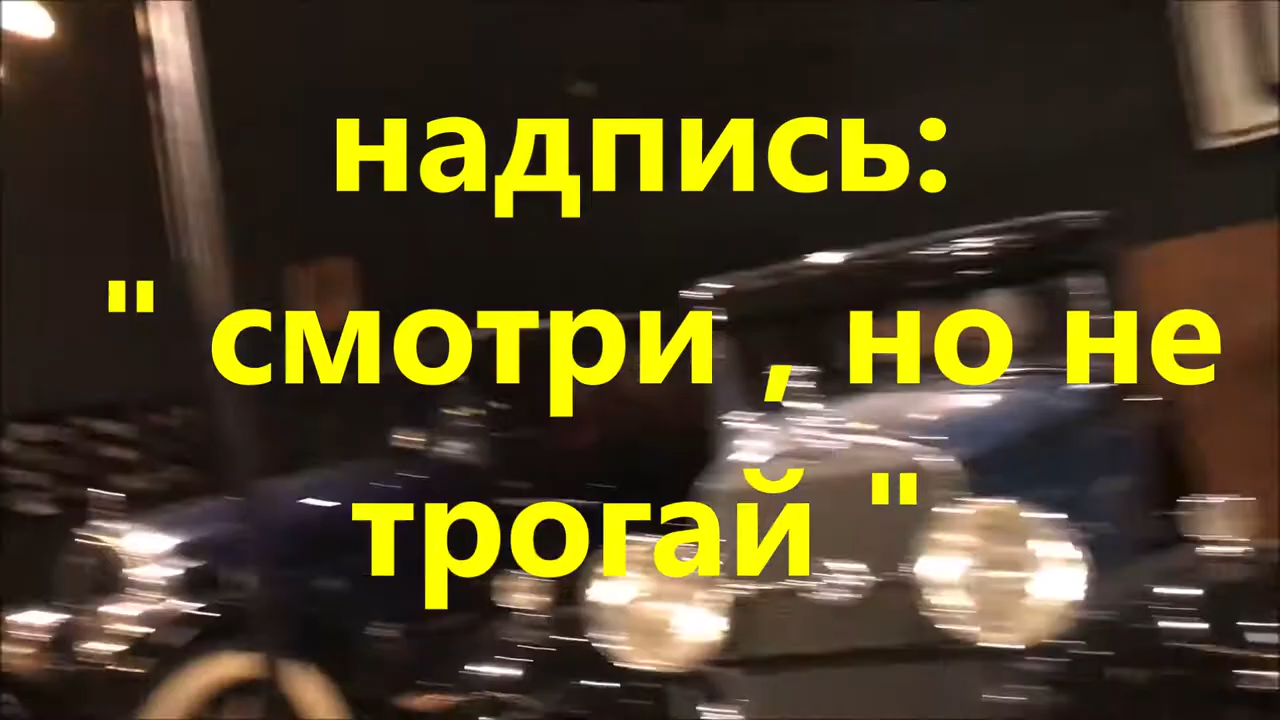 надпись:
" смотри , но не
трогай "